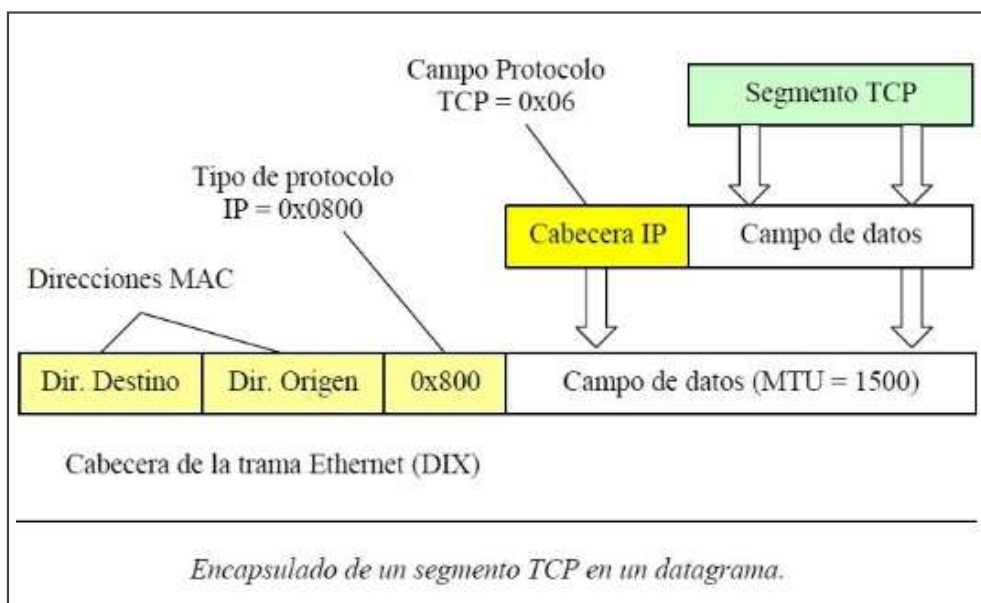 Campo Protocolo
TCP = 0x06
Segmento TCP
Tipo de protocolo
IP = 0x0800
Cabecera IP
Campo de datos
Direcciones MAC
Dir. Destino
Dir. Origen
0x800
Campo de datos (MTU = 1500)
Cabecera de la trama Ethernet (DIX)
Encapsulado de un segmento TCP en un datagrama.